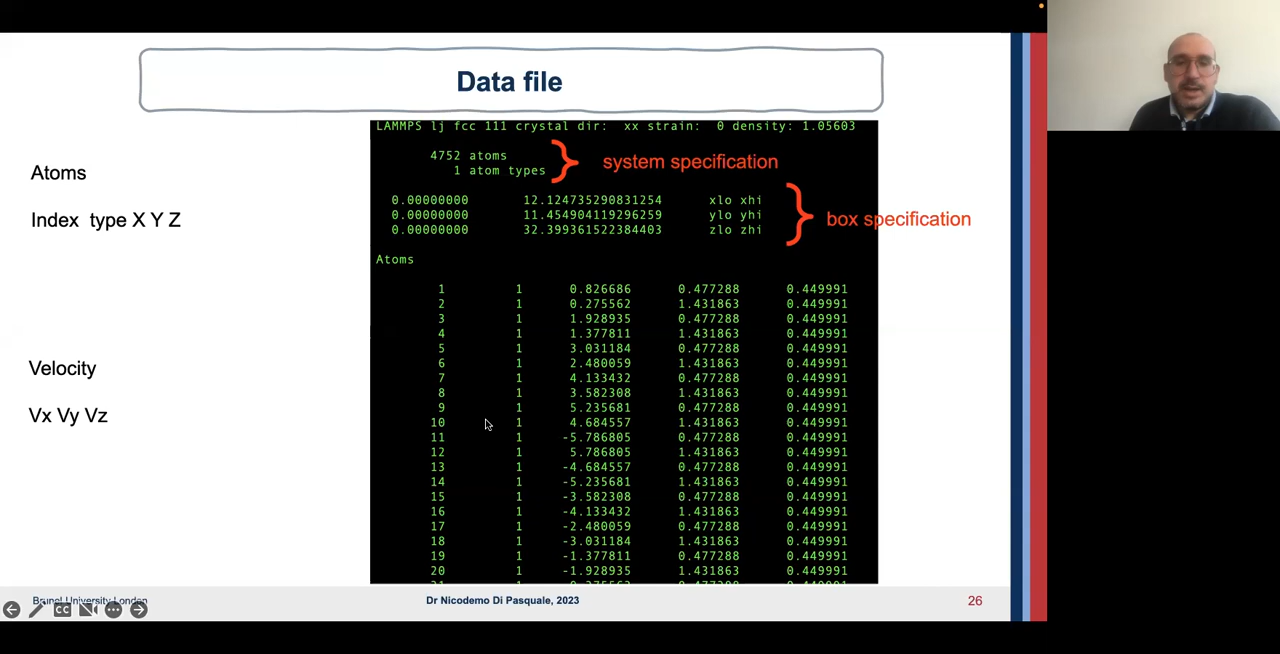 Data file
Atoms
Index type X Y Z
Velocity
Vx Vy Vz
LAMMPS lj fcc 111 crystal dir: xx strain: 0 density: 1.05603
4752 atoms
1 atom types
system specification
0.00000000 12.124735290831254 xlo xhi
0.00000000 11.454904119296259 ylo yhi
0.00000000 32.399361522384403 zlo zhi
box specification
Atoms
1 1 0.826686 0.477288 0.449991
2 1 0.275562 1.431863 0.449991
3 1 1.928935 0.477288 0.449991
4 1 1.377811 1.431863 0.449991
5 1 3.031184 0.477288 0.449991
6 1 2.480059 1.431863 0.449991
7 1 4.133432 0.477288 0.449991
8 1 3.582308 1.431863 0.449991
9 1 5.235681 0.477288 0.449991
10 1 4.684557 1.431863 0.449991
11 1 -5.786805 0.477288 0.449991
12 1 5.786805 1.431863 0.449991
13 1 -4.684557 0.477288 0.449991
14 1 -5.235681 1.431863 0.449991
15 1 -3.582308 0.477288 0.449991
16 1 -4.133432 1.431863 0.449991
17 1 -2.480059 0.477288 0.449991
18 1 -3.031184 1.431863 0.449991
19 1 -1.377811 0.477288 0.449991
20 1 -1.928935 1.431863 0.449991
Brunel University London
Dr Nicodemo Di Pasquale, 2023
26
CC